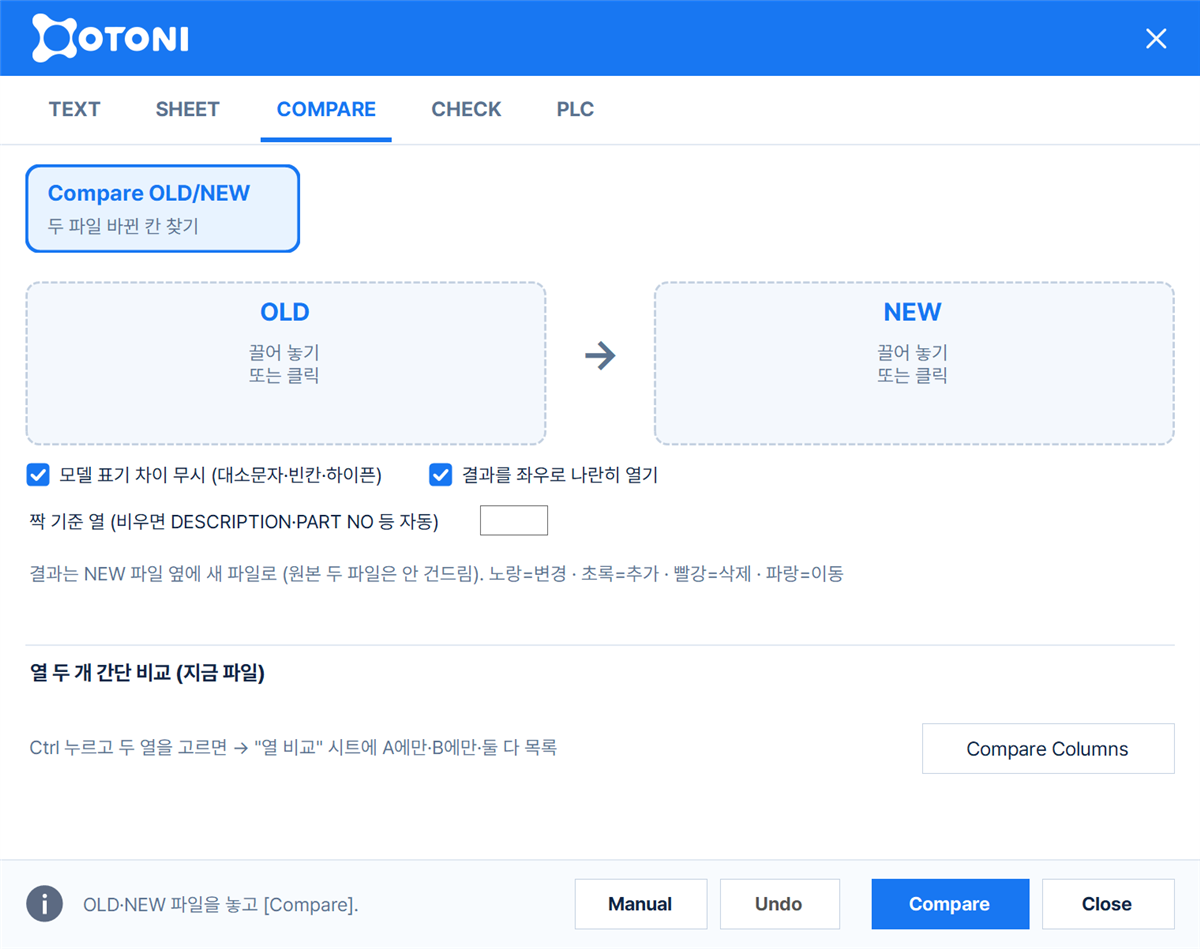 OTONI
TEXT SHEET COMPARE CHECK PLC
Compare OLD/NEW
두 파일 바뀐 칸 찾기
OLD
끌어 놓기
또는 클릭
NEW
끌어 놓기
또는 클릭
모델 표기 차이 무시 (대소문자·빈칸·하이픈)
결과를 좌우로 나란히 열기
짝 기준 열 (비우면 DESCRIPTION·PART NO 등 자동)
결과는 NEW 파일 옆에 새 파일로 (원본 두 파일은 안 건드림). 노랑=변경 · 초록=추가 · 빨강=삭제 · 파랑=이동
열 두 개 간단 비교 (지금 파일)
Ctrl 누르고 두 열을 고르면 → "열 비교" 시트에 A에만·B에만·둘 다 목록
Compare Columns
OLD·NEW 파일을 놓고 [Compare].
Manual Undo Compare Close